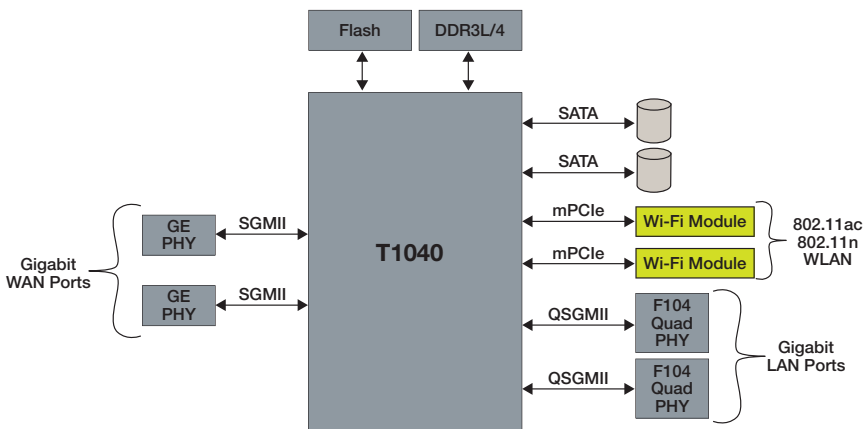 Flash
DDR3L/4
SATA
SATA
mPCIe
Wi-Fi Module
mPCIe
Wi-Fi Module
802.11ac
802.11n
WLAN
GE
PHY
SGMII
GE
PHY
SGMII
Gigabit
WAN Ports
T1040
QSGMII
F104
Quad
PHY
QSGMII
F104
Quad
PHY
Gigabit
LAN Ports